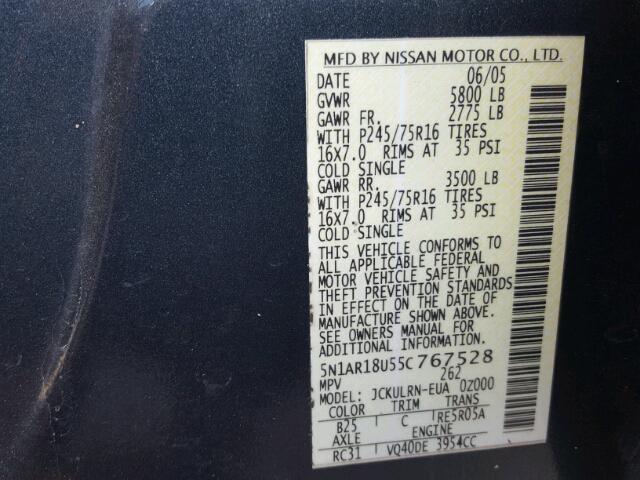 MFD BY NISSAN MOTOR CO., LTD.
DATE 06/05
GVWR 5800 LB
GAWR FR. 2775 LB
WITH P245/75R16 TIRES
16X7.0 RIMS AT 35 PSI
COLD SINGLE
GAWR RR. 3500 LB
WITH P245/75R16 TIRES
16X7.0 RIMS AT 35 PSI
COLD SINGLE
THIS VEHICLE CONFORMS TO
ALL APPLICABLE FEDERAL
MOTOR VEHICLE SAFETY AND
THEFT PREVENTION STANDARDS
IN EFFECT ON THE DATE OF
MANUFACTURE SHOWN ABOVE.
SEE OWNERS MANUAL FOR
ADDITIONAL INFORMATION.
5N1AR18U55C767528
MPV 262
MODEL: JCKULRN-EUA 0Z000
COLOR TRIM TRANS
B25 C RE5R05A
AXLE ENGINE
RC31 VQ40DE 3954CC